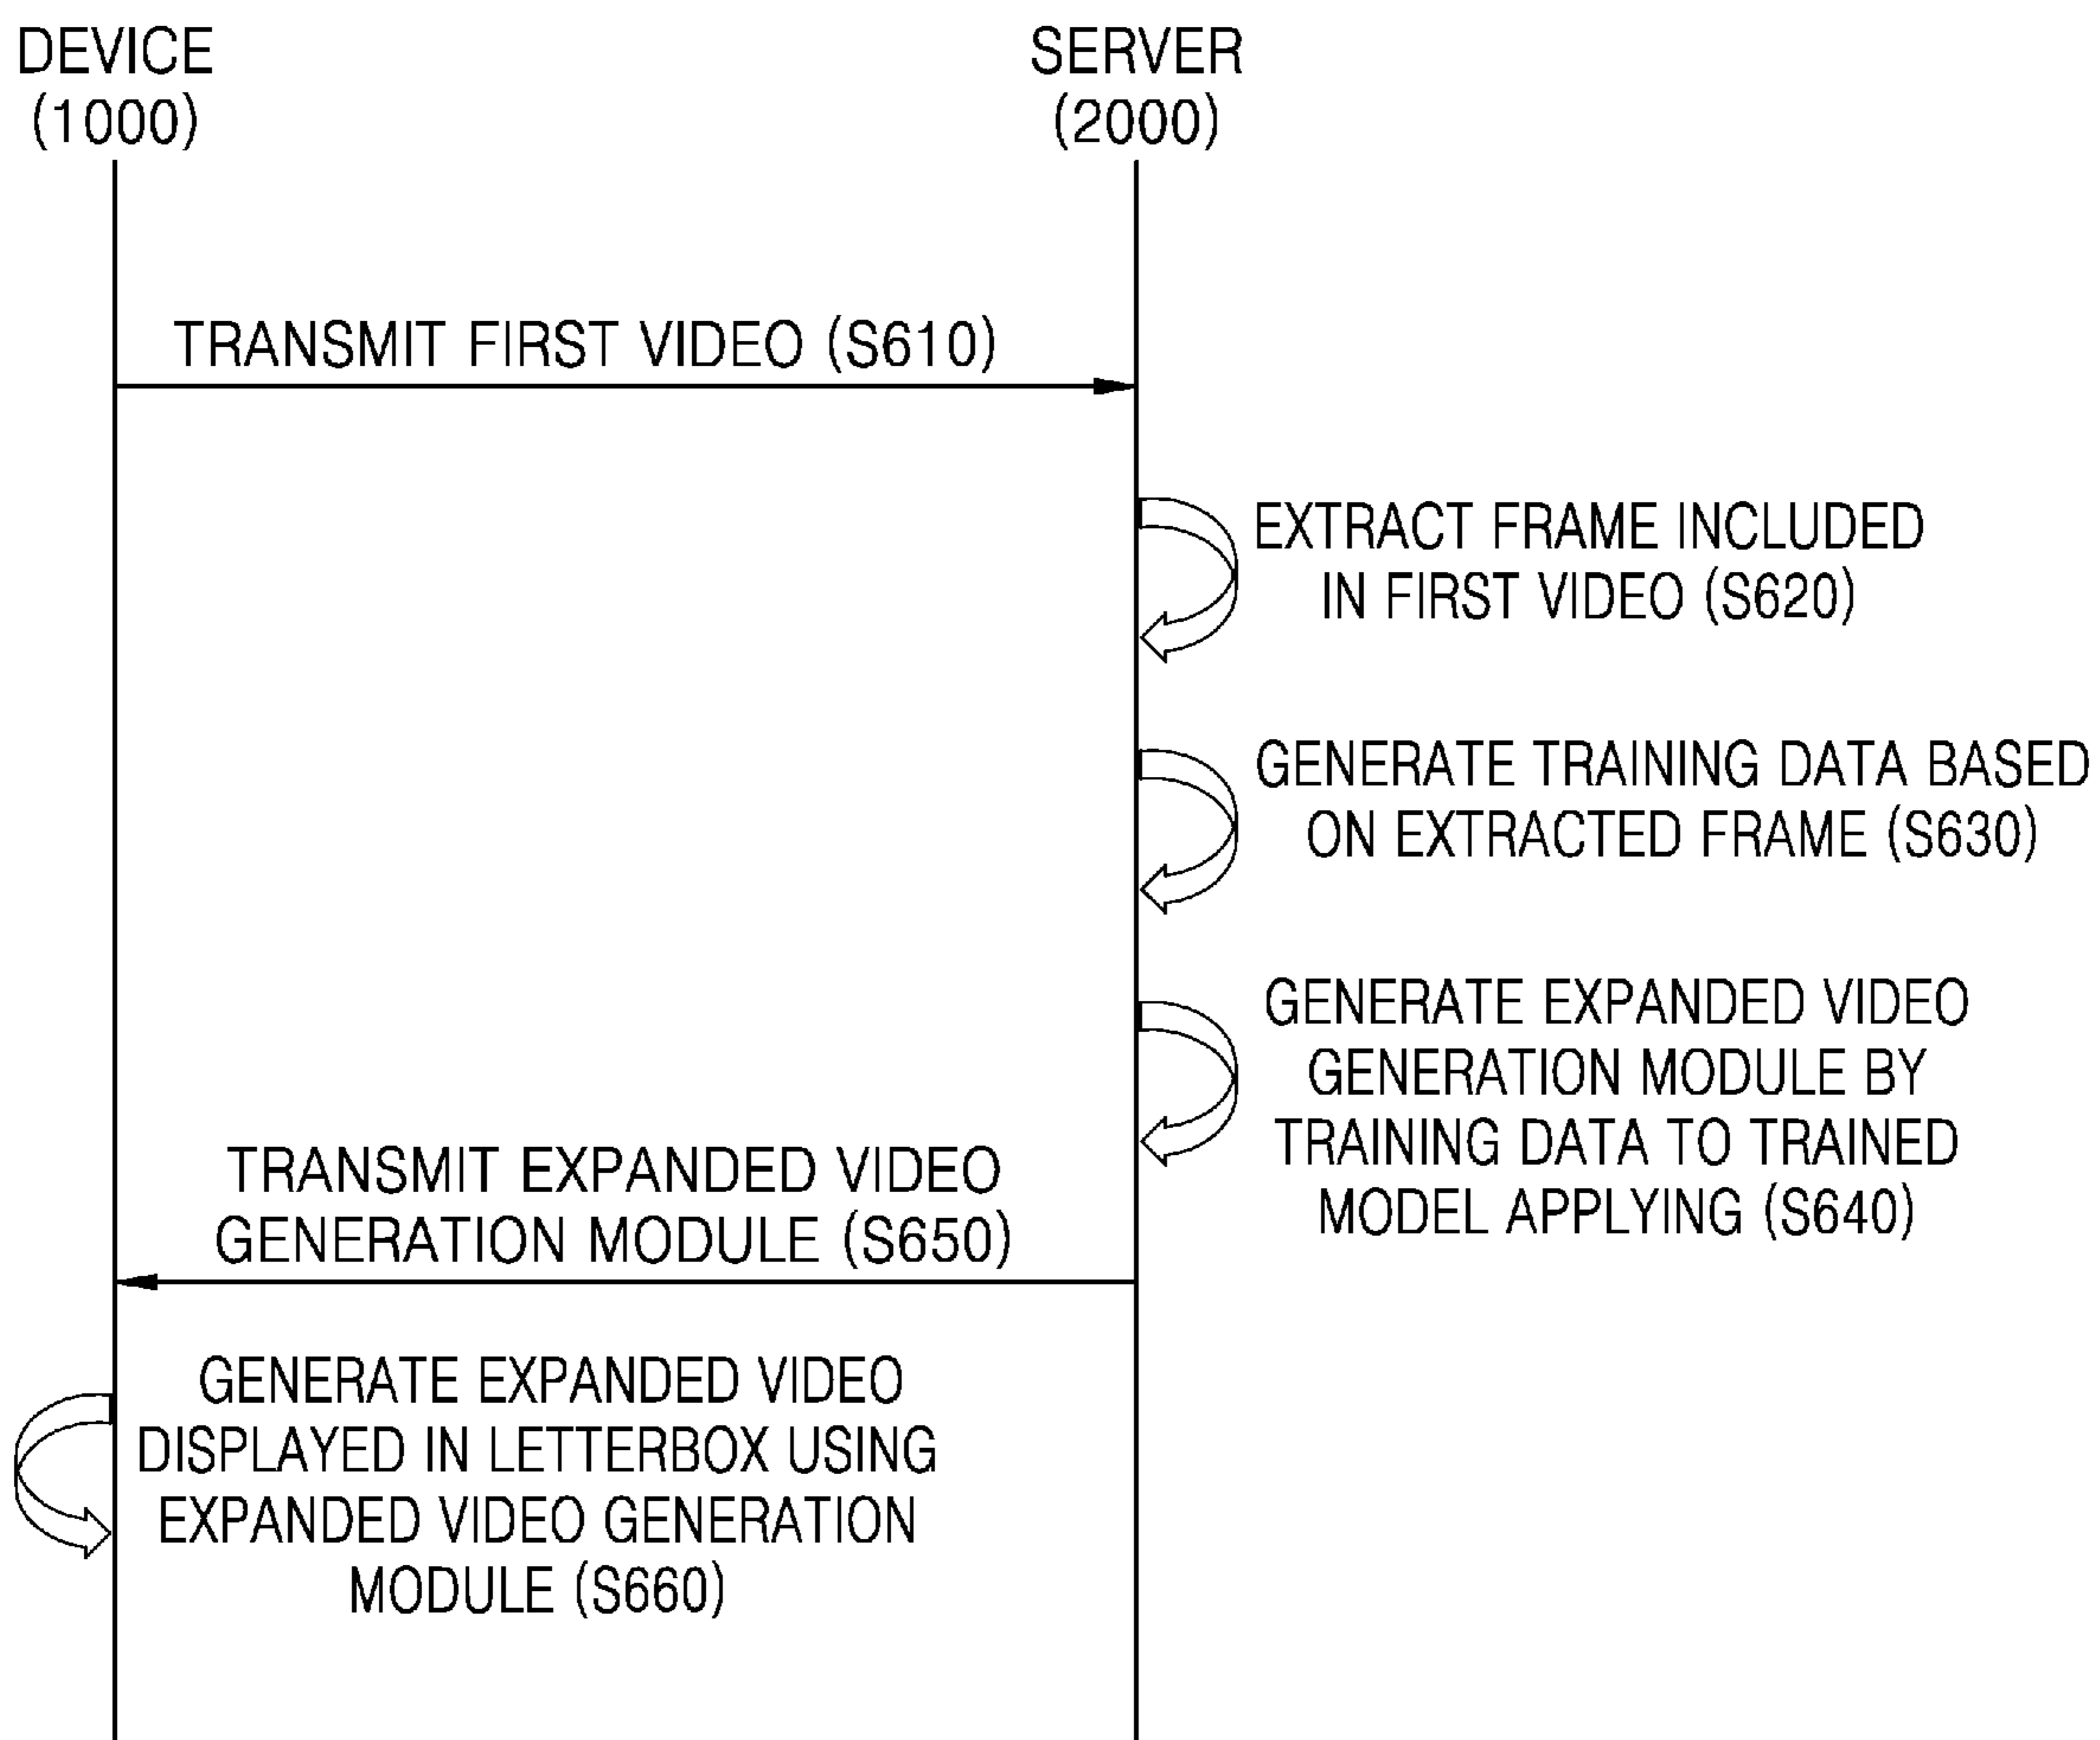 DEVICE
(1000)
SERVER
(2000)
TRANSMIT FIRST VIDEO (S610)
EXTRACT FRAME INCLUDED
IN FIRST VIDEO (S620)
GENERATE TRAINING DATA BASED
ON EXTRACTED FRAME (S630)
GENERATE EXPANDED VIDEO
GENERATION MODULE BY
TRAINING DATA TO TRAINED
MODEL APPLYING (S640)
TRANSMIT EXPANDED VIDEO
GENERATION MODULE (S650)
GENERATE EXPANDED VIDEO
DISPLAYED IN LETTERBOX USING
EXPANDED VIDEO GENERATION
MODULE (S660)